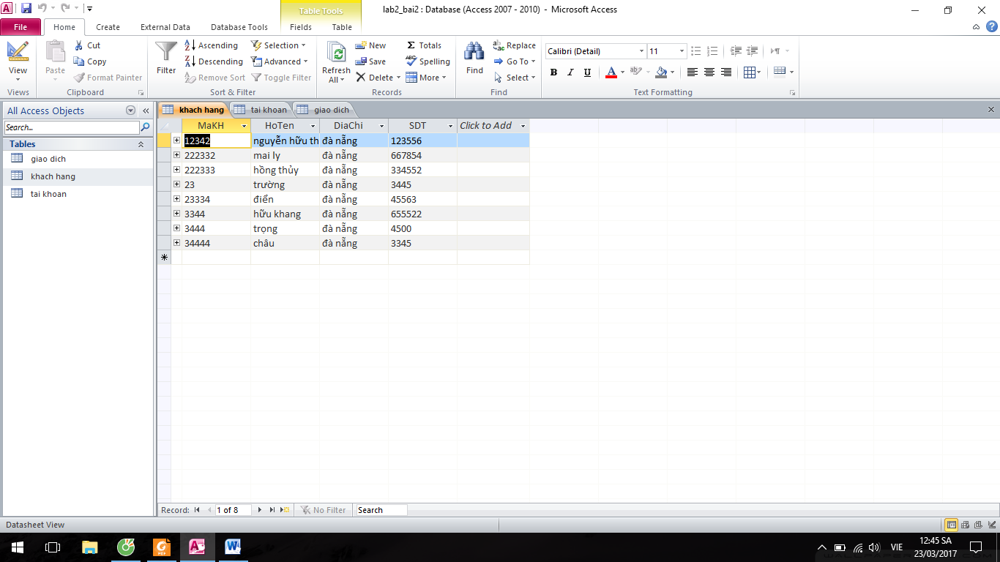 lab2_bai2 : Database (Access 2007 - 2010) - Microsoft Access
Table Tools
File Home Create External Data Database Tools Fields Table
View
Views
Paste
Cut
Copy
Format Painter
Clipboard
Filter
Ascending
Descending
Remove Sort
Selection
Advanced
Toggle Filter
Sort & Filter
Refresh All
New
Save
Delete
Totals
Spelling
More
Records
Find
Replace
Go To
Select
Find
Calibri (Detail) 11
B I U A ab
Text Formatting
All Access Objects
Search...
Tables
giao dich
khach hang
tai khoan
khach hang tai khoan giao dich
MaKH HoTen DiaChi SDT Click to Add
12342 nguyễn hữu th đà nẵng 123556
222332 mai ly đà nẵng 667854
222333 hồng thủy đà nẵng 334552
23 trường đà nẵng 3445
23334 điển đà nẵng 45563
3344 hữu khang đà nẵng 655522
3444 trọng đà nẵng 4500
34444 châu đà nẵng 3345
Record: 1 of 8 No Filter Search
Datasheet View
VIE
12:45 SA
23/03/2017